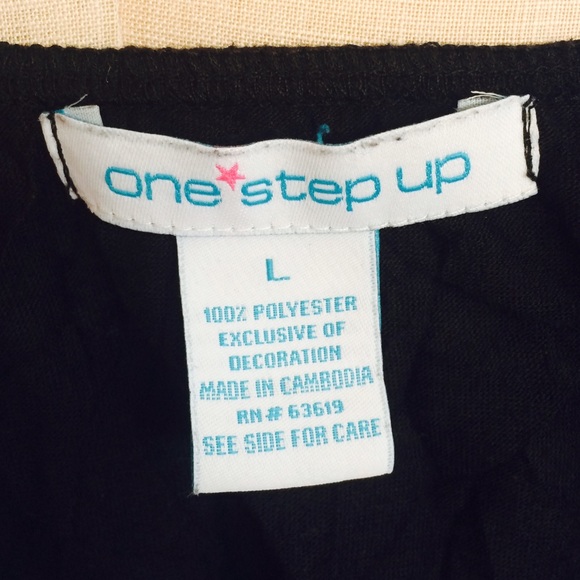 one step up
L
100% POLYESTER
EXCLUSIVE OF
DECORATION
MADE IN CAMBODIA
RN# 63619
SEE SIDE FOR CARE